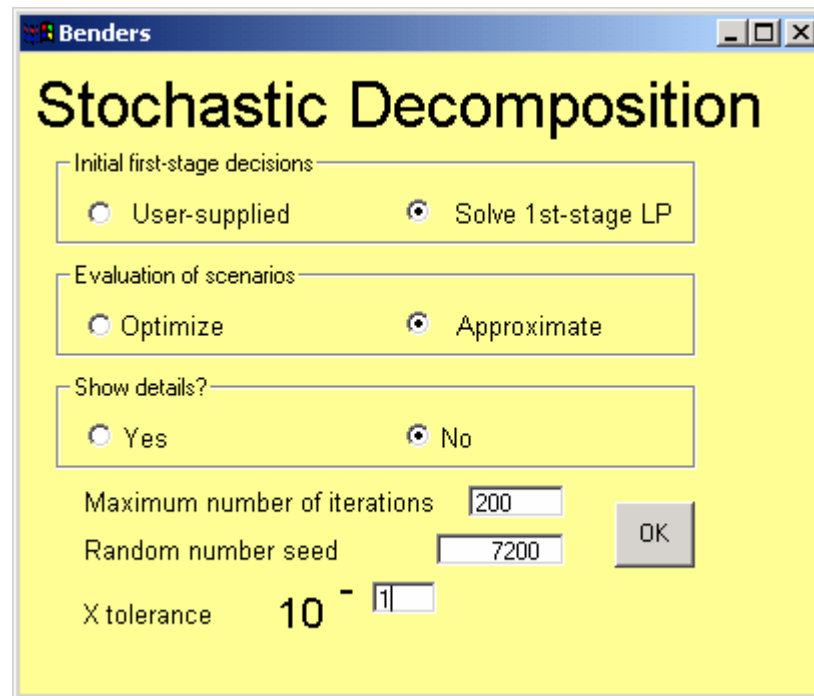 Benders
Stochastic Decomposition
Initial first-stage decisions
User-supplied Solve 1st-stage LP
Evaluation of scenarios
Optimize Approximate
Show details?
Yes No
Maximum number of iterations 200
Random number seed 7200
OK
X tolerance 10 - 1